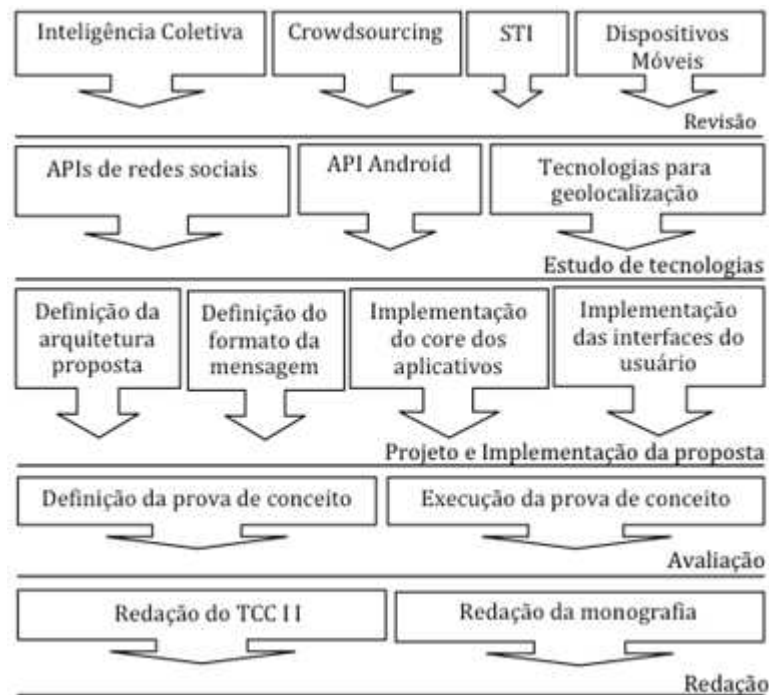 Inteligência Coletiva
Crowdsourcing
STI
Dispositivos
Móveis
Revisão
APIs de redes sociais
API Android
Tecnologias para
geolocalização
Estudo de tecnologias
Definição da
arquitetura
proposta
Definição do
formato da
mensagem
Implementação
do core dos
aplicativos
Implementação
das interfaces do
usuário
Projeto e Implementação da proposta
Definição da prova de conceito
Execução da prova de conceito
Avaliação
Redação do TCC II
Redação da monografia
Redação